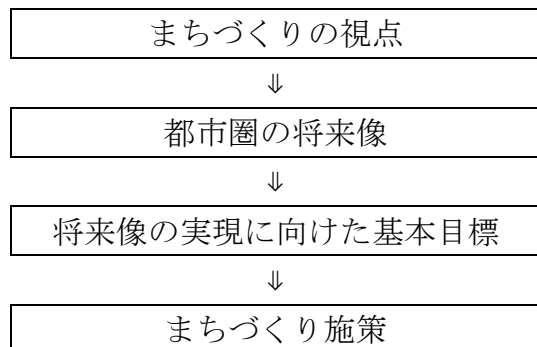 まちづくりの視点
⇓
都市圏の将来像
⇓
将来像の実現に向けた基本目標
⇓
まちづくり施策